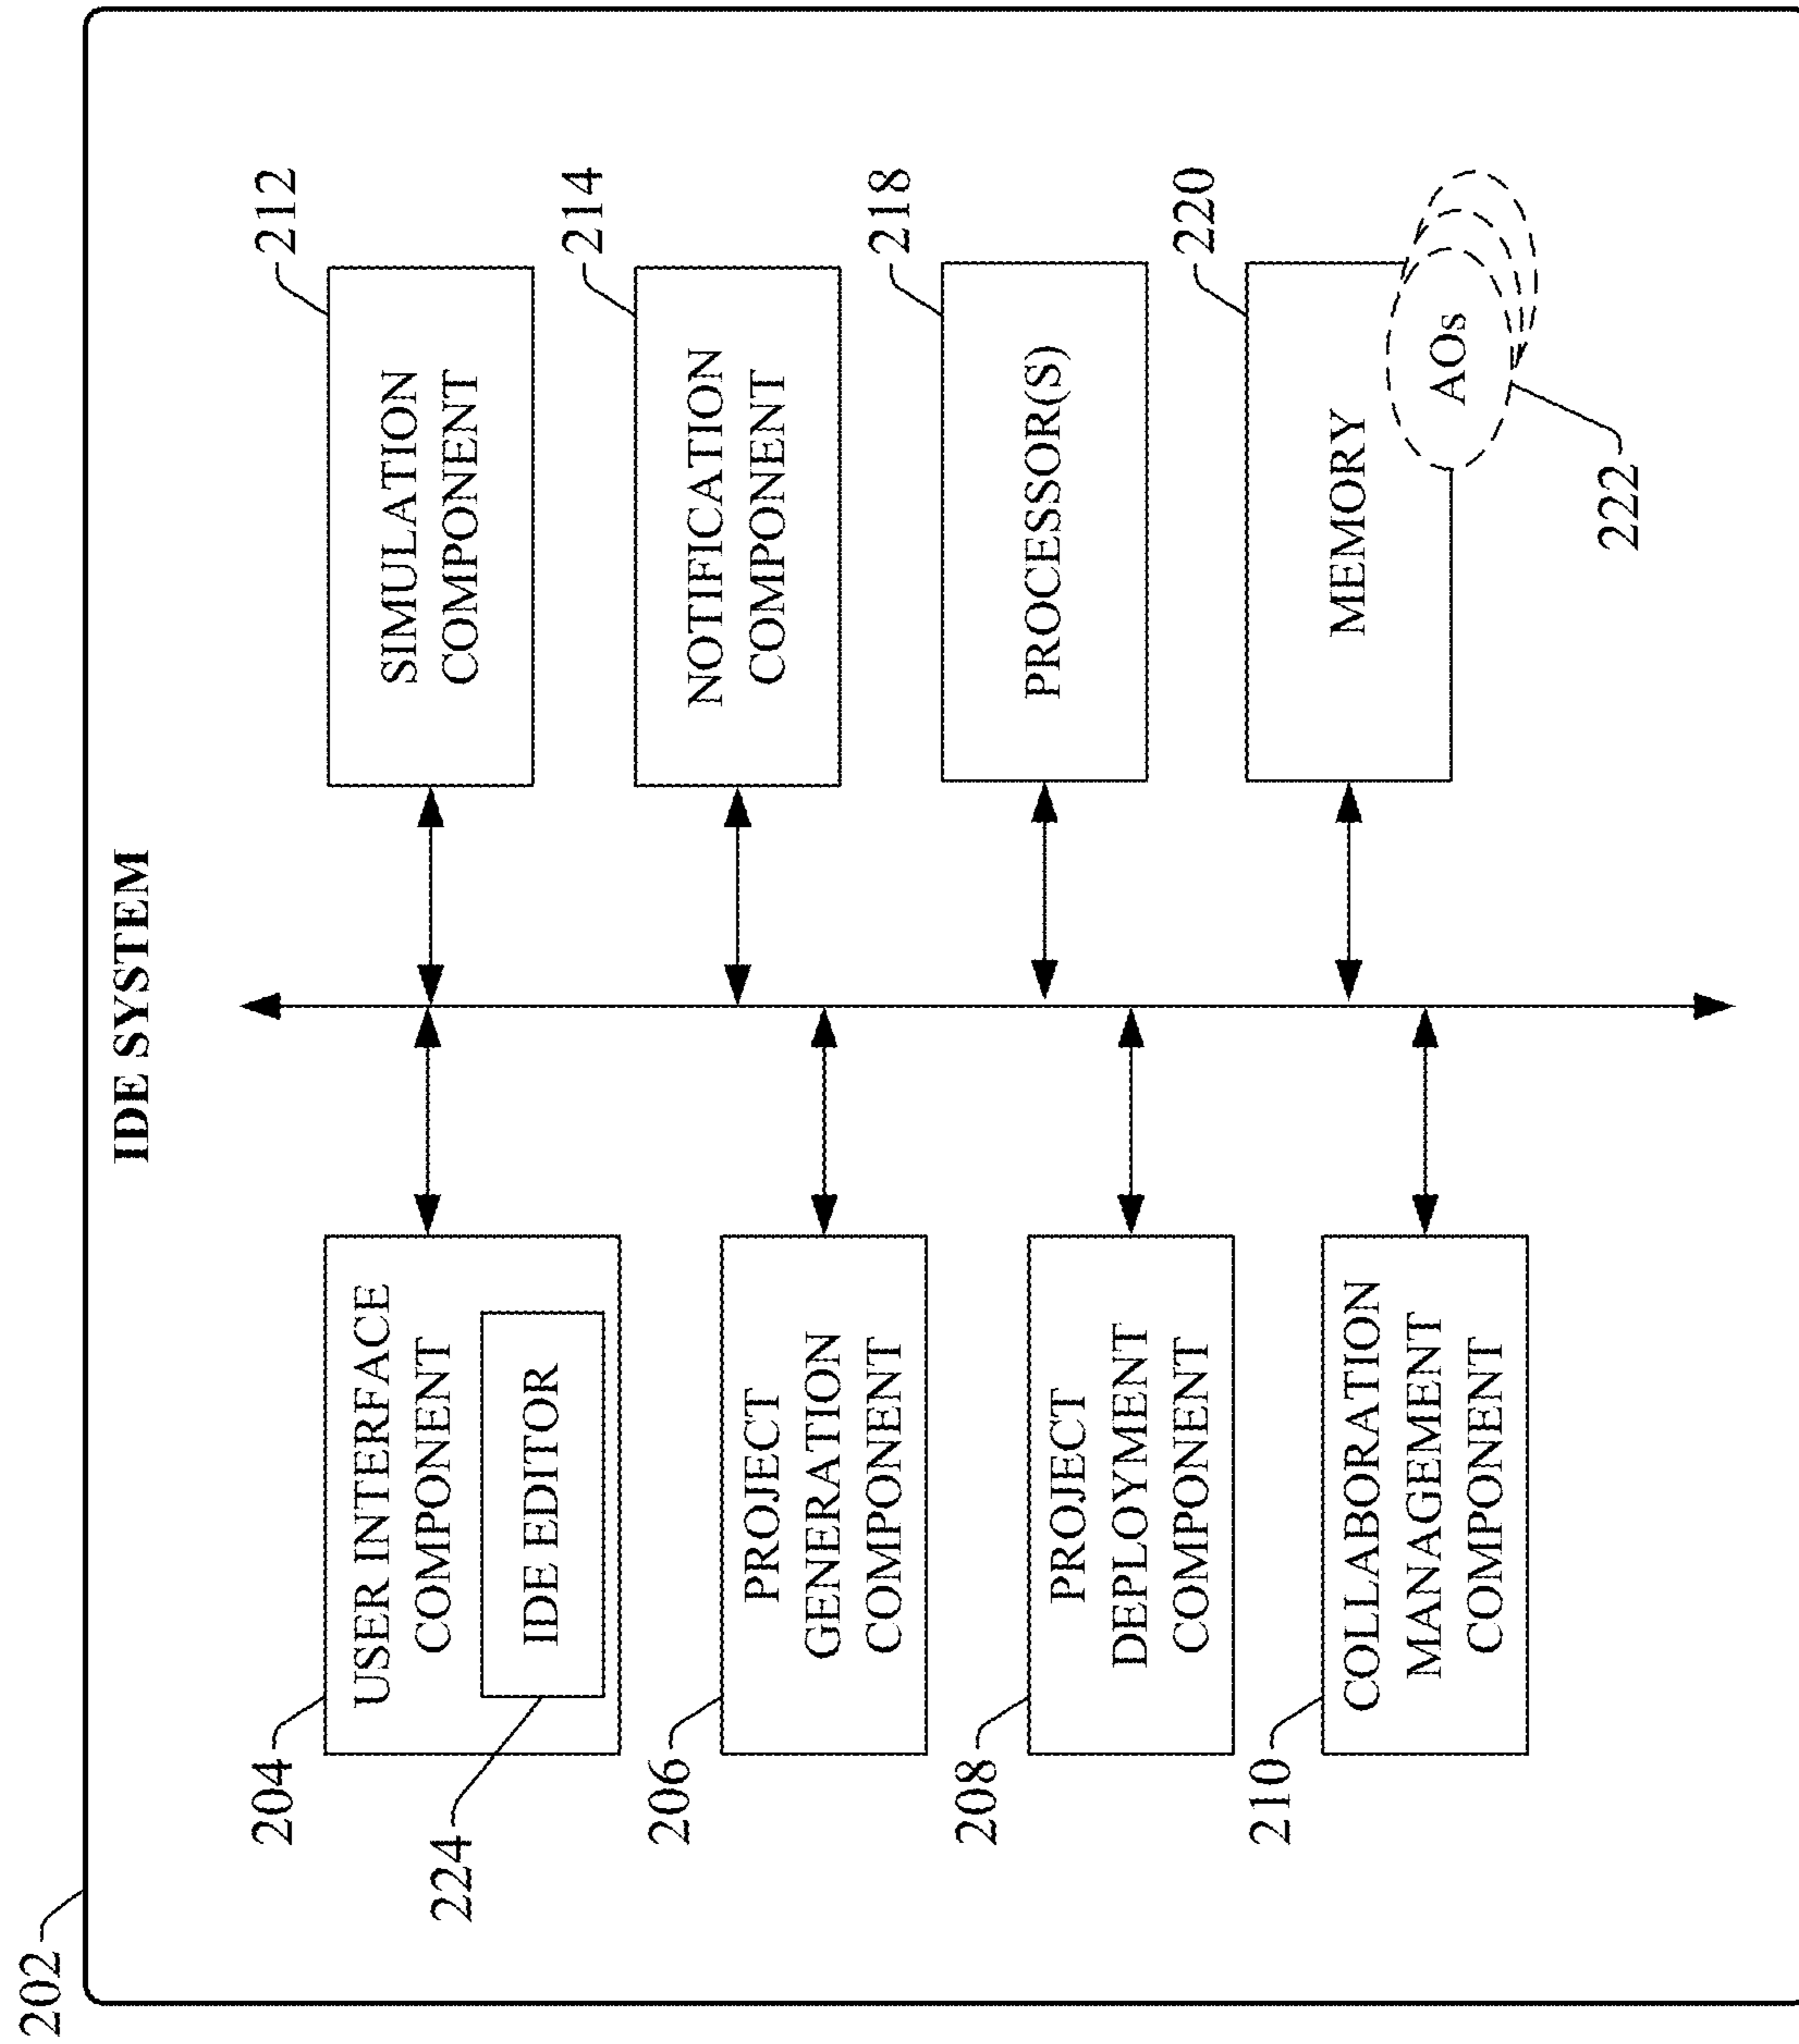 202
IDE SYSTEM
204
USER INTERFACE
COMPONENT
224
IDE EDITOR
206
PROJECT
GENERATION
COMPONENT
208
PROJECT
DEPLOYMENT
COMPONENT
210
COLLABORATION
MANAGEMENT
COMPONENT
212
SIMULATION
COMPONENT
214
NOTIFICATION
COMPONENT
218
PROCESSOR(S)
220
MEMORY
AOs
222